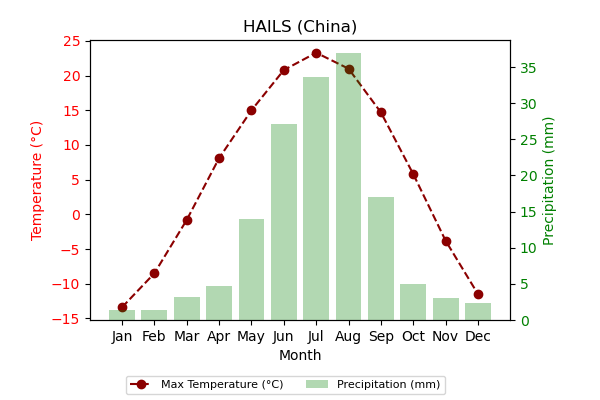 HAILS (China)
Temperature (°C)
25
20
15
10
5
0
−5
−10
−15
35
30
25
20
15
10
5
0
Precipitation (mm)
Jan Feb Mar Apr May Jun Jul Aug Sep Oct Nov Dec
Month
Max Temperature (°C) Precipitation (mm)